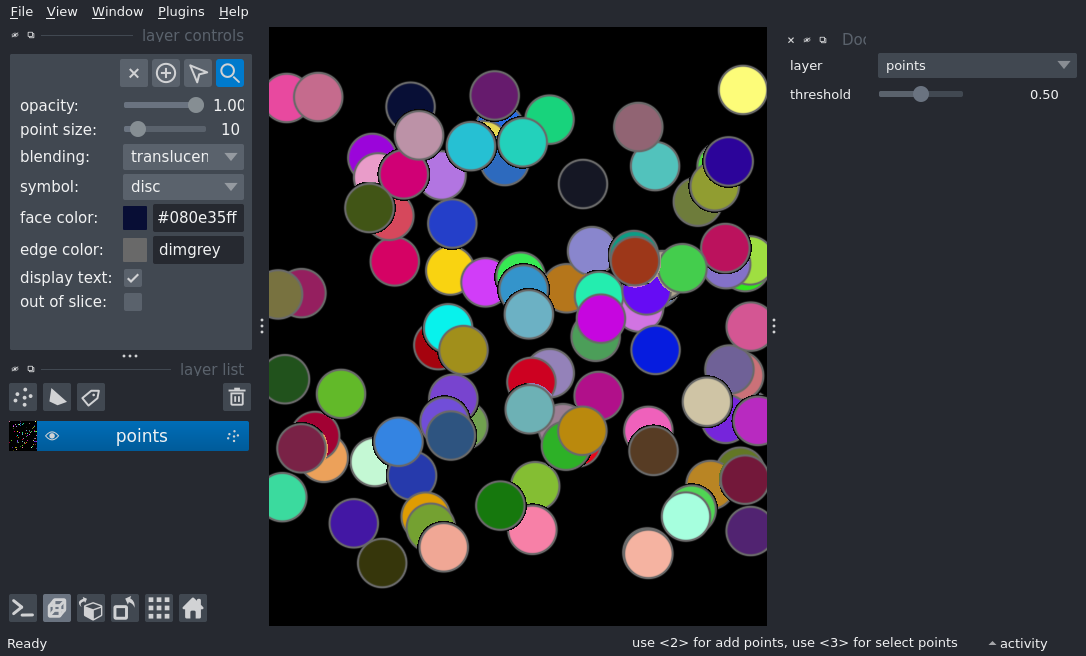 File View Window Plugins Help
layer controls
opacity: 1.00
point size: 10
blending: translucen
symbol: disc
face color: #080e35ff
edge color: dimgrey
display text:
out of slice:
layer list
points
Ready
Doc
layer points
threshold 0.50
use <2> for add points, use <3> for select points
activity